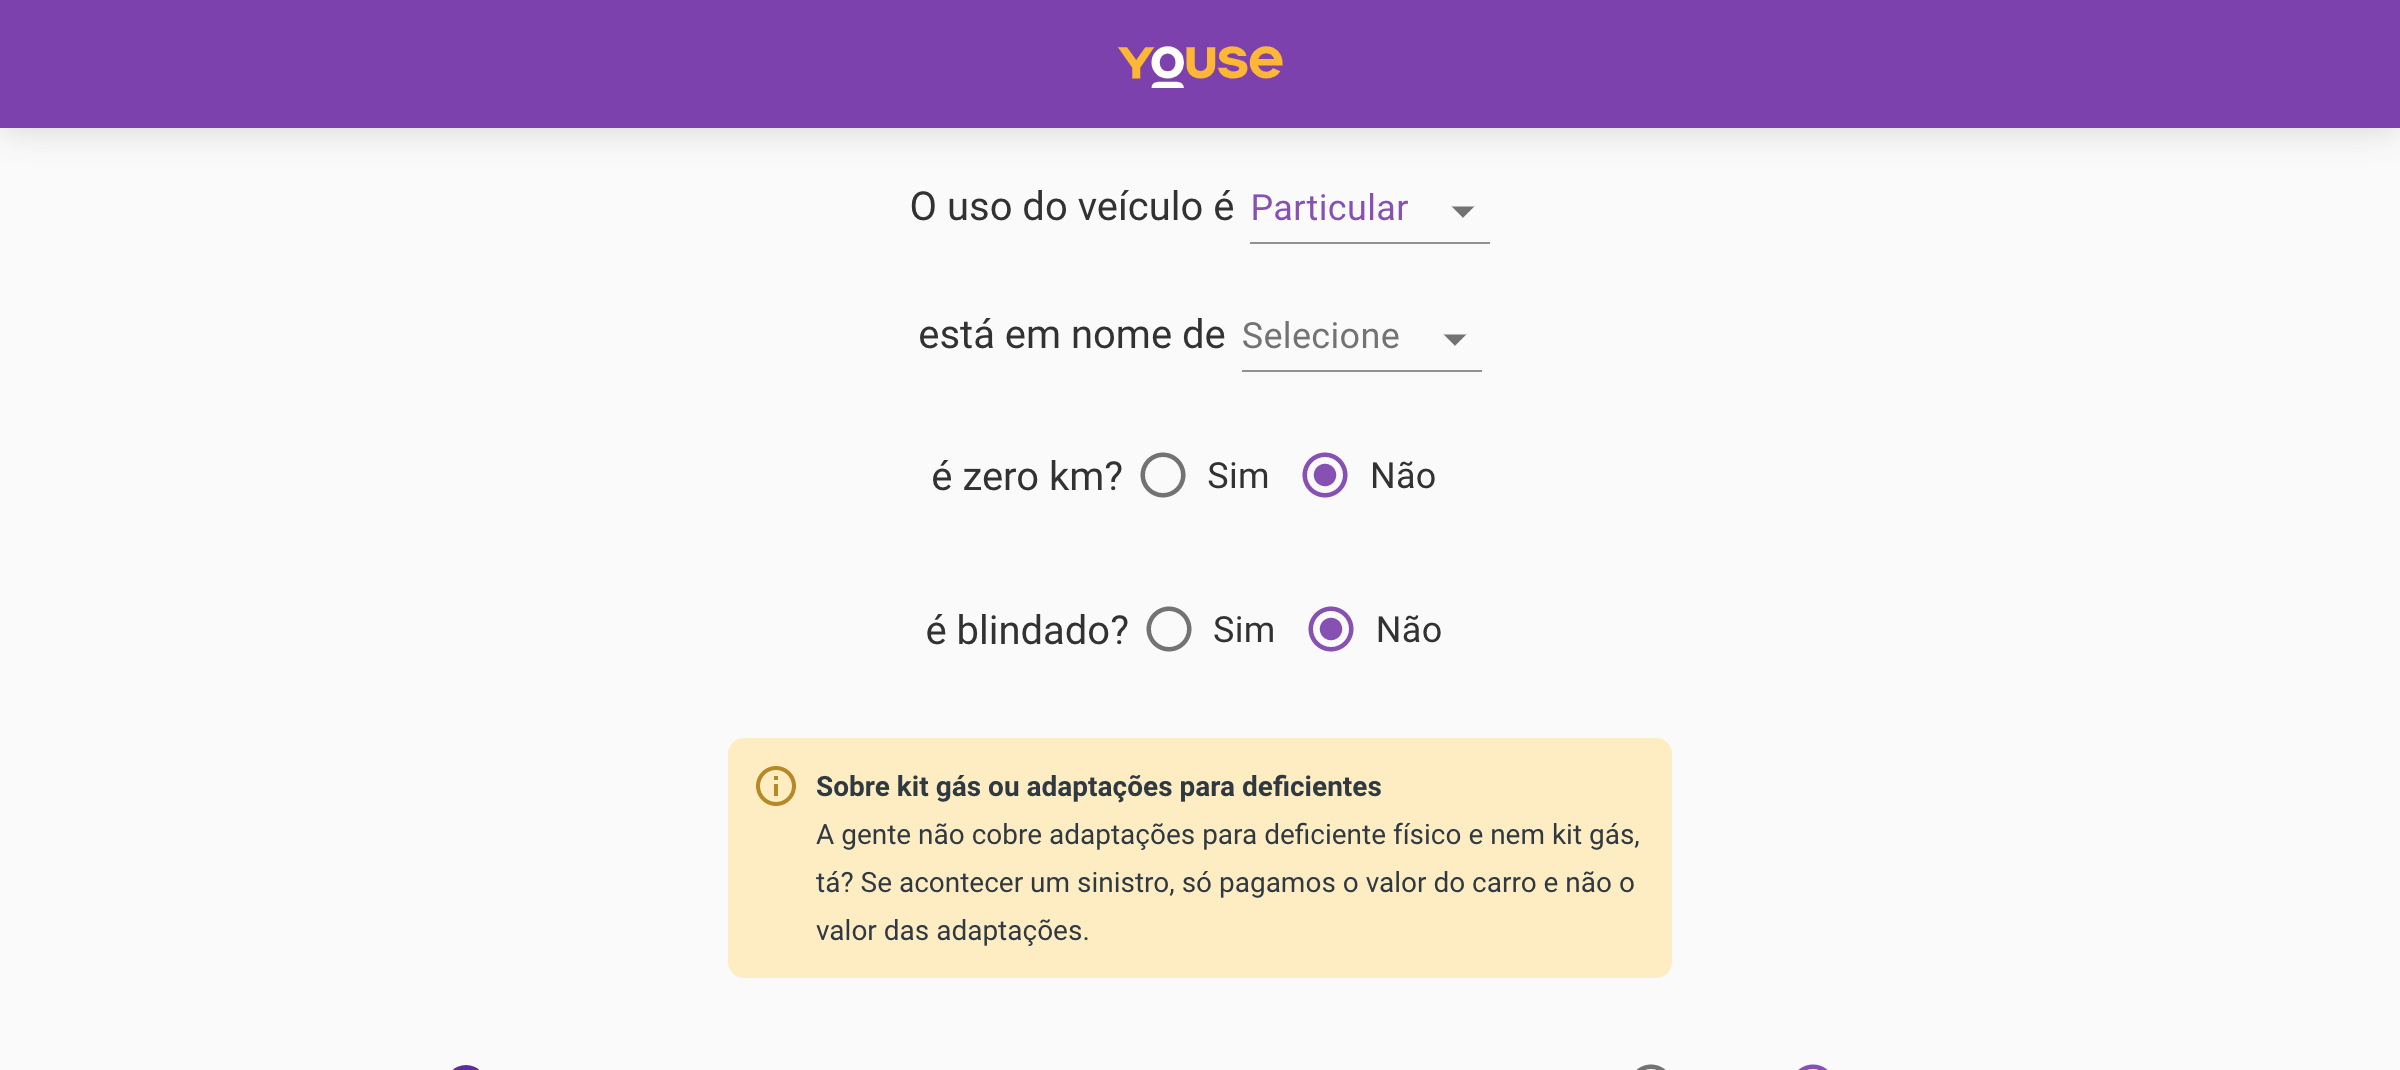 Youse
O uso do veículo é Particular
está em nome de Selecione
é zero km? Sim Não
é blindado? Sim Não
Sobre kit gás ou adaptações para deficientes
A gente não cobre adaptações para deficiente físico e nem kit gás,
tá? Se acontecer um sinistro, só pagamos o valor do carro e não o
valor das adaptações.